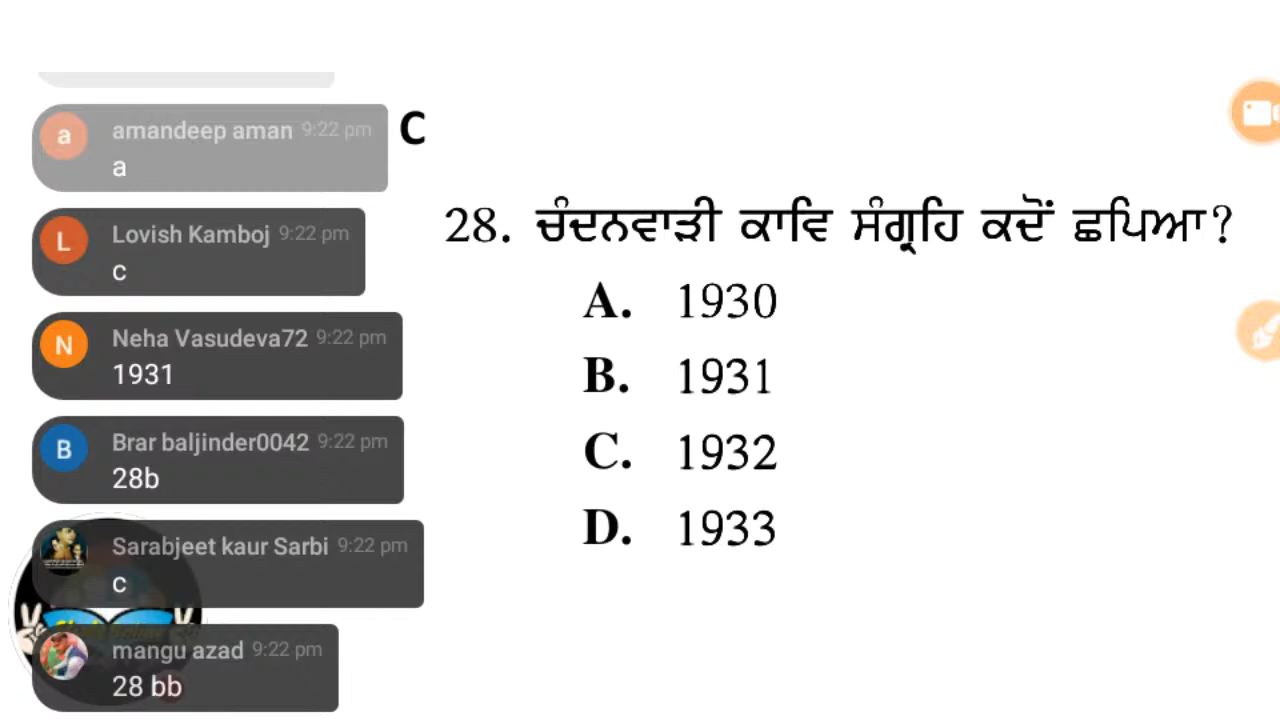 amandeep aman 9:22 pm
a
C
Lovish Kamboj 9:22 pm
c
Neha Vasudeva72 9:22 pm
1931
Brar baljinder0042 9:22 pm
28b
Sarabjeet kaur Sarbi 9:22 pm
c
mangu azad 9:22 pm
28 bb
28. ਚੰਦਨਵਾੜੀ ਕਾਵਿ ਸੰਗ੍ਰਹਿ ਕਦੋਂ ਛਪਿਆ?
A. 1930
B. 1931
C. 1932
D. 1933